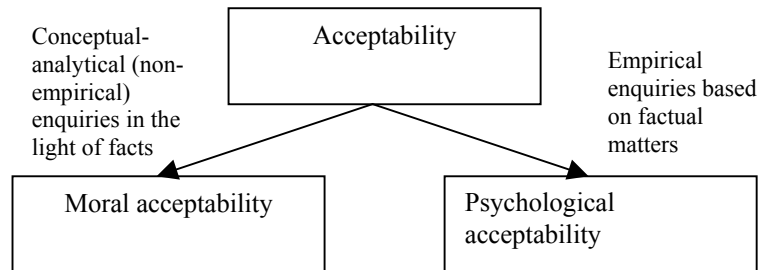 Acceptability
Conceptual-
analytical (non-
empirical)
enquiries in the
light of facts
Empirical
enquiries based
on factual
matters
Moral acceptability
Psychological
acceptability